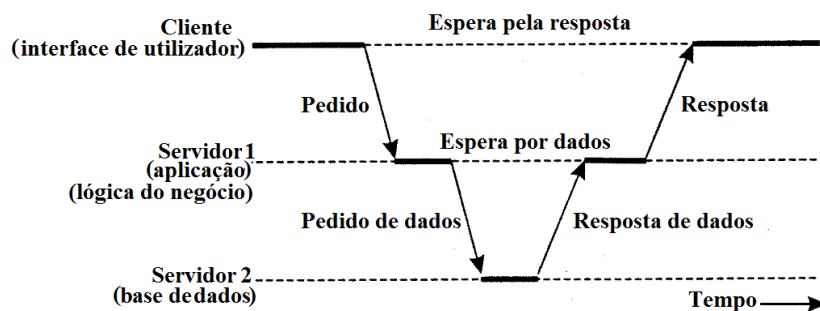 Cliente
(interface de utilizador)
Espera pela resposta
Pedido
Resposta
Servidor 1
(aplicação)
(lógica do negócio)
Espera por dados
Pedido de dados
Resposta de dados
Servidor 2
(base dedados)
Tempo